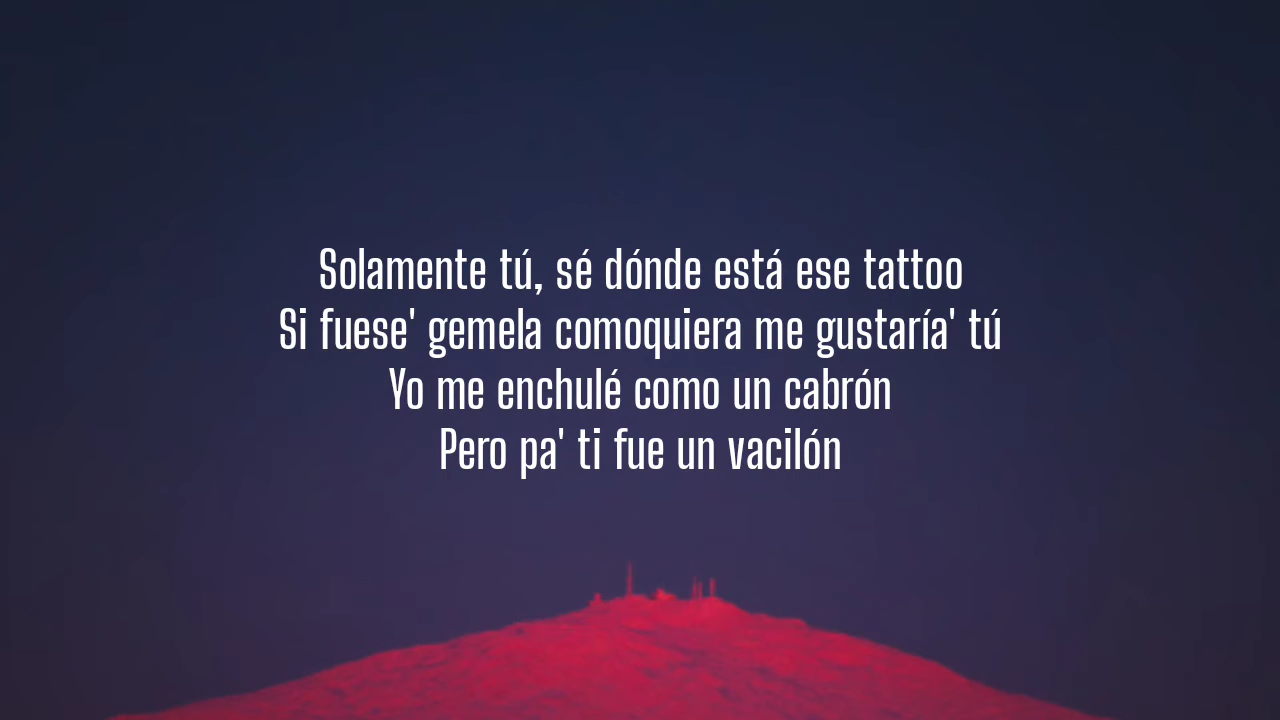 Solamente tú, sé dónde está ese tattoo
Si fuese' gemela comoquiera me gustaría' tú
Yo me enchulé como un cabrón
Pero pa' ti fue un vacilón